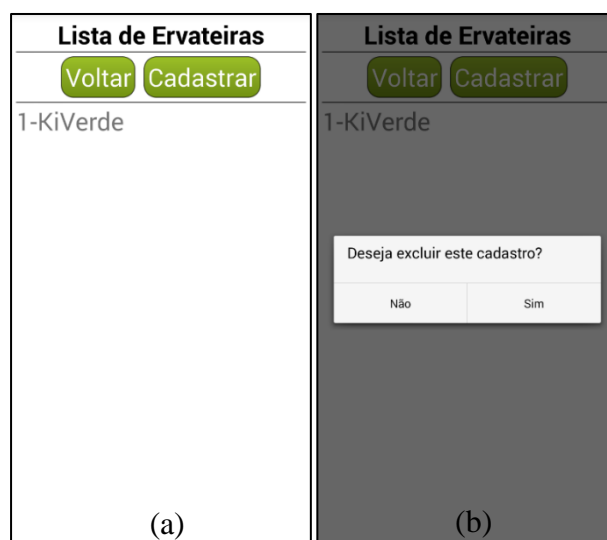 Lista de Ervateiras
Voltar Cadastrar
1-KiVerde
(a)
Lista de Ervateiras
Voltar Cadastrar
1-KiVerde
Deseja excluir este cadastro?
Não Sim
(b)